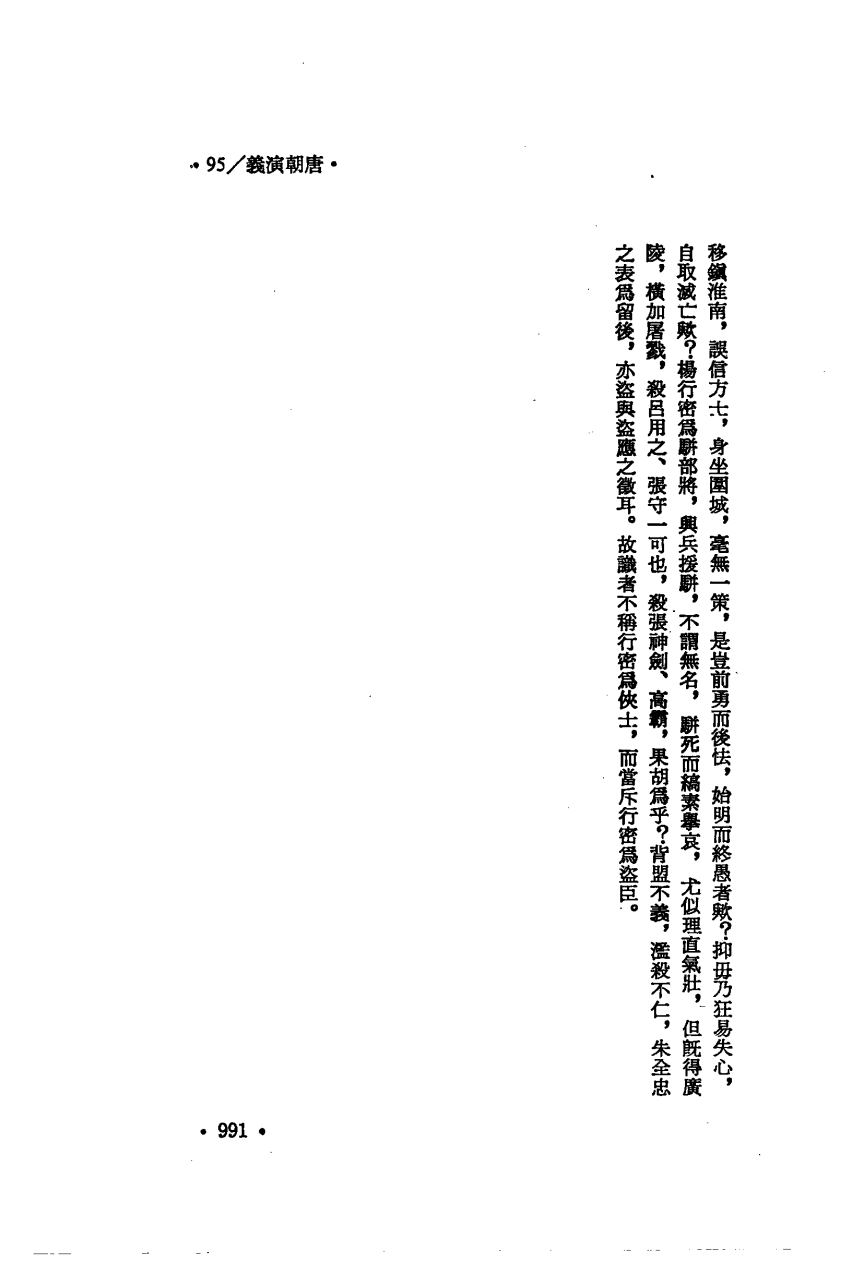 •95/義演朝唐•
移鎭淮南，誤信方士，身坐圍城，毫無一策，是豈前勇而後怯，始明而終愚者歟？抑毋乃狂易失心，
自取滅亡歟？楊行密爲駢部將，興兵援駢，不謂無名，駢死而縞素舉哀，尤似理直氣壯，但旣得廣
陵，橫加屠戮，殺呂用之、張守一可也，殺張神劍、高霸，果胡爲乎？背盟不義，濫殺不仁，朱全忠
之表爲留後，亦盜與盜應之徵耳。故識者不稱行密爲俠士，而當斥行密爲盜臣。
•991•